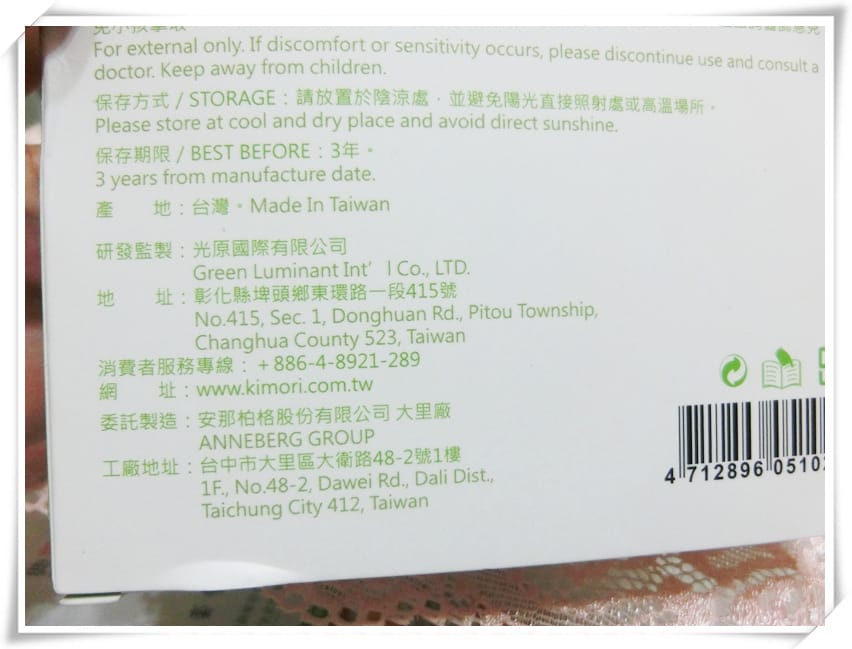 免小孩拿取
For external only. If discomfort or sensitivity occurs, please discontinue use and consult a
doctor. Keep away from children.
保存方式 / STORAGE：請放置於陰涼處，並避免陽光直接照射處或高溫場所。
Please store at cool and dry place and avoid direct sunshine.
保存期限 / BEST BEFORE：3年。
3 years from manufacture date.
產 地：台灣。Made In Taiwan
研發監製：光原國際有限公司
Green Luminant Int' l Co., LTD.
地 址：彰化縣埤頭鄉東環路一段415號
No.415, Sec. 1, Donghuan Rd., Pitou Township,
Changhua County 523, Taiwan
消費者服務專線：+886-4-8921-289
網 址：www.kimori.com.tw
委託製造：安那柏格股份有限公司 大里廠
ANNEBERG GROUP
工廠地址：台中市大里區大衛路48-2號1樓
1F., No.48-2, Dawei Rd., Dali Dist.,
Taichung City 412, Taiwan
4 712896 05102